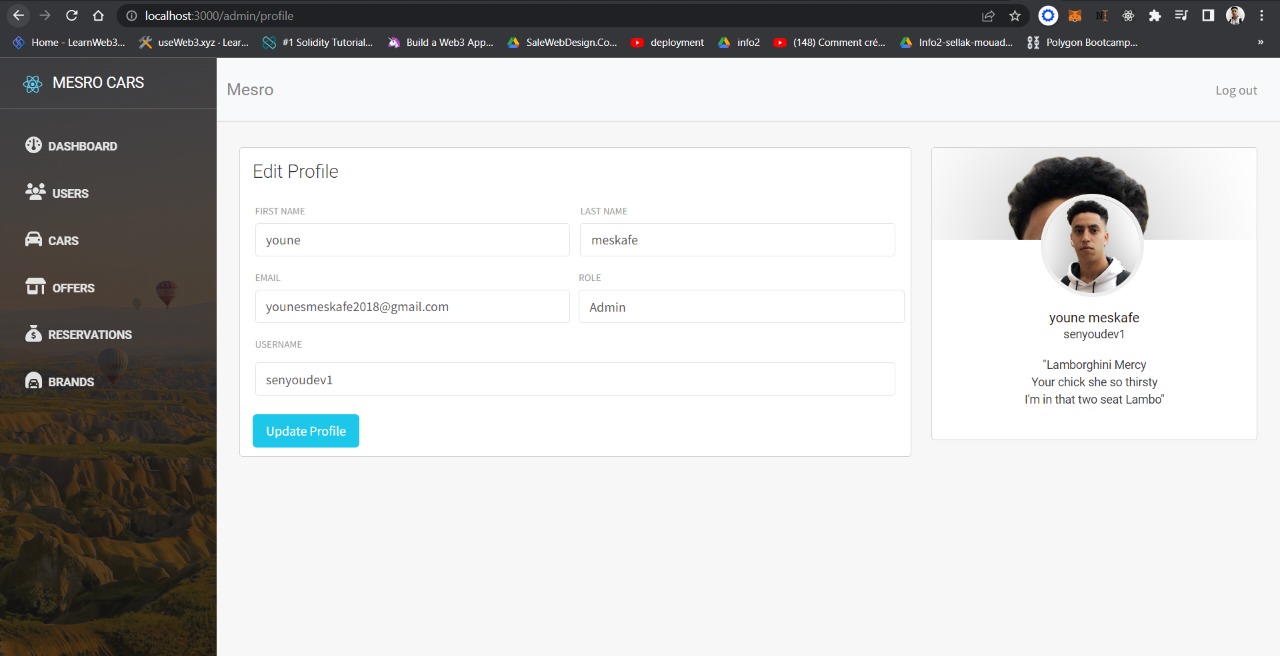 localhost:3000/admin/profile
Home - LearnWeb3... useWeb3.xyz · Lear... #1 Solidity Tutorial... Build a Web3 App... SaleWebDesign.Co... deployment info2 (148) Comment cré... Info2-sellak-mouad... Polygon Bootcamp... »
MESRO CARS
DASHBOARD
USERS
CARS
OFFERS
RESERVATIONS
BRANDS
Mesro
Log out
Edit Profile
FIRST NAME LAST NAME
youne meskafe
EMAIL ROLE
younesmeskafe2018@gmail.com Admin
USERNAME
senyoudev1
Update Profile
youne meskafe
senyoudev1
"Lamborghini Mercy
Your chick she so thirsty
I'm in that two seat Lambo"